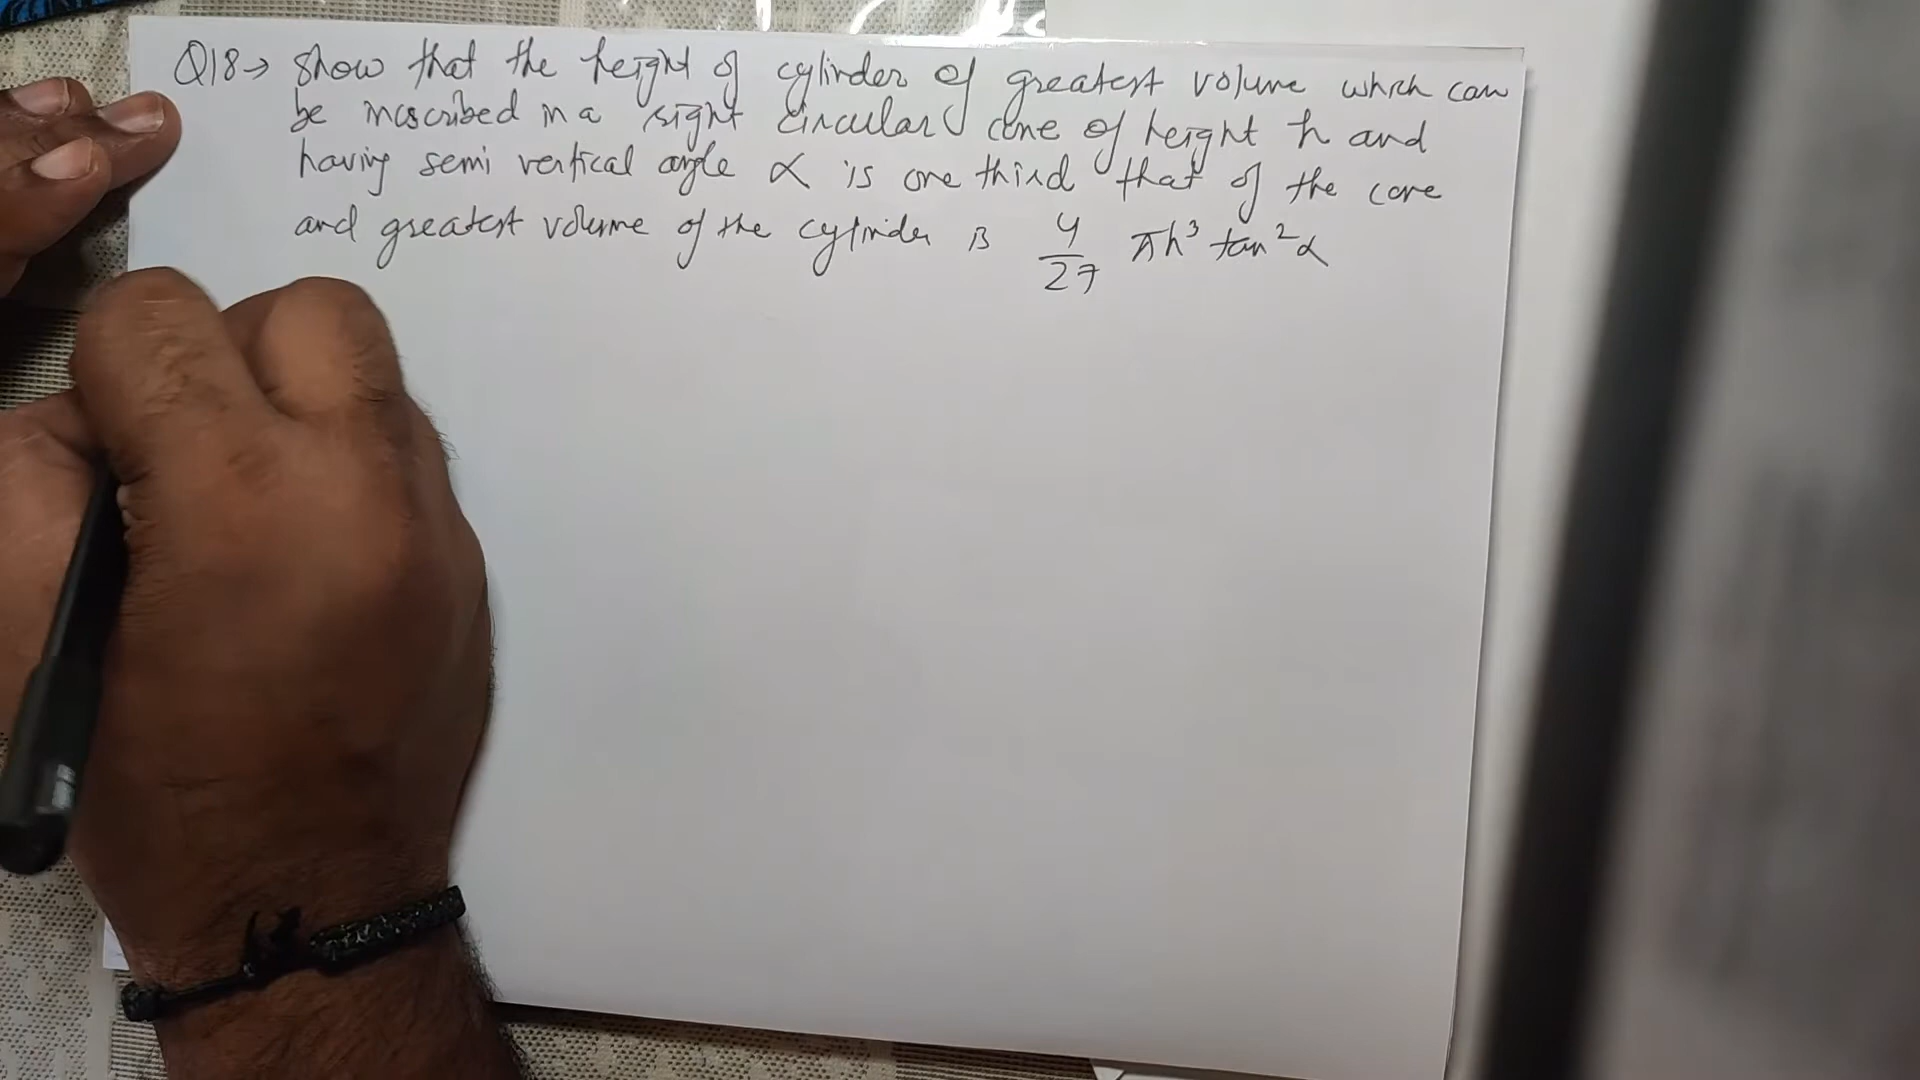 Q18→ Show that the height of cylinder of greatest volume which can
be inscribed in a right circular cone of height h and
having semi vertical angle α is one third that of the cone
and greatest volume of the cylinder is 4/27 πh³ tan²α